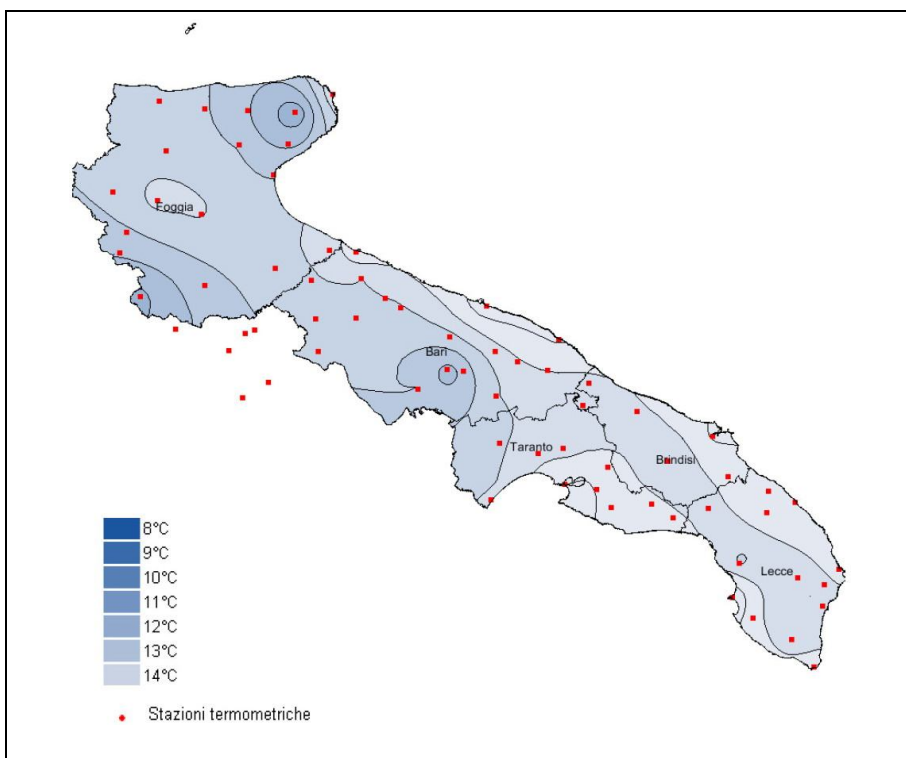 Foggia
Bari
Taranto
Brindisi
Lecce
8°C
9°C
10°C
11°C
12°C
13°C
14°C
Stazioni termometriche